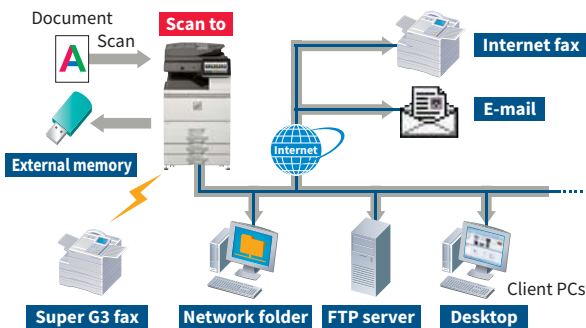 Document
Scan
A
Scan to
Internet fax
E-mail
Internet
External memory
Super G3 fax
Network folder
FTP server
Desktop
Client PCs